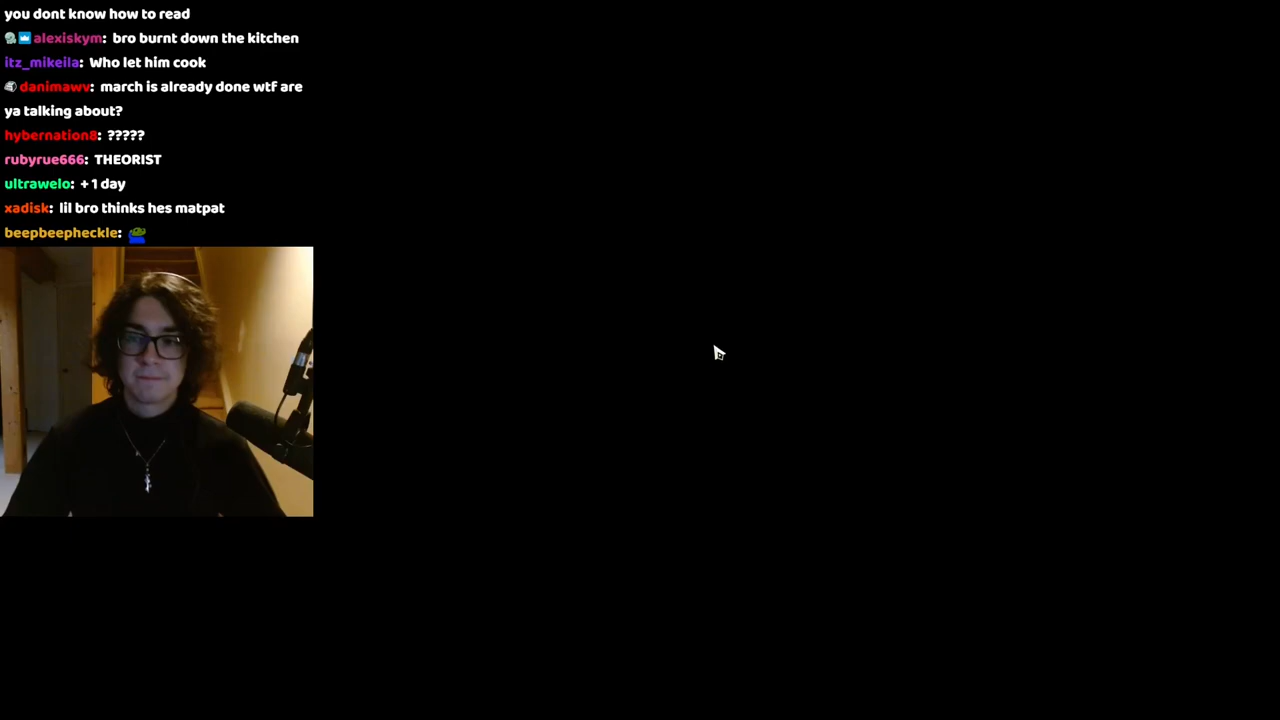 you dont know how to read
alexiskym: bro burnt down the kitchen
itz_mikeila: Who let him cook
danimawv: march is already done wtf are
ya talking about?
hybernation8: ?????
rubyrue666: THEORIST
ultrawelo: +1 day
xadisk: lil bro thinks hes matpat
beepbeepheckle: